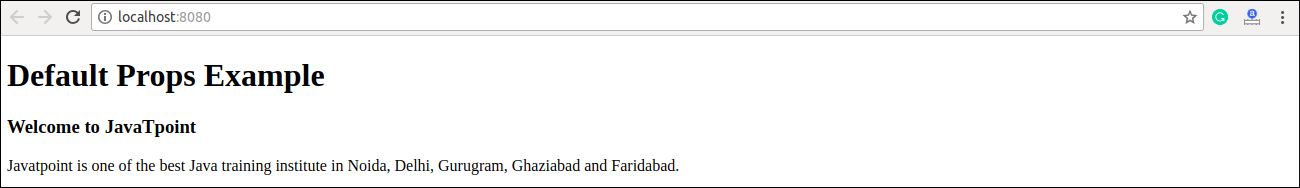 localhost:8080
Default Props Example
Welcome to JavaTpoint
Javatpoint is one of the best Java training institute in Noida, Delhi, Gurugram, Ghaziabad and Faridabad.